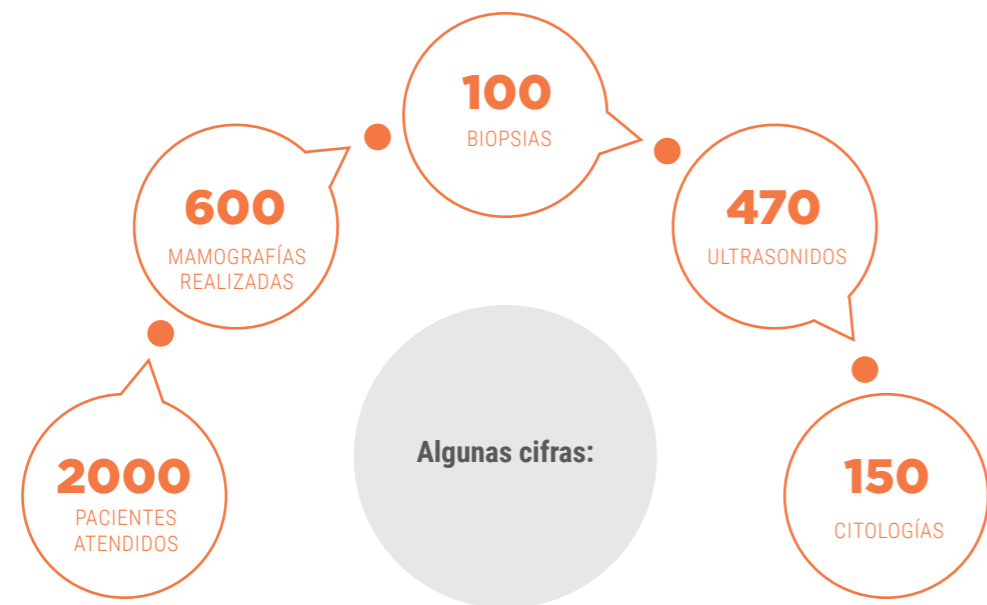 2000
PACIENTES
ATENDIDOS
600
MAMOGRAFÍAS
REALIZADAS
100
BIOPSIAS
470
ULTRASONIDOS
150
CITOLOGÍAS
Algunas cifras: